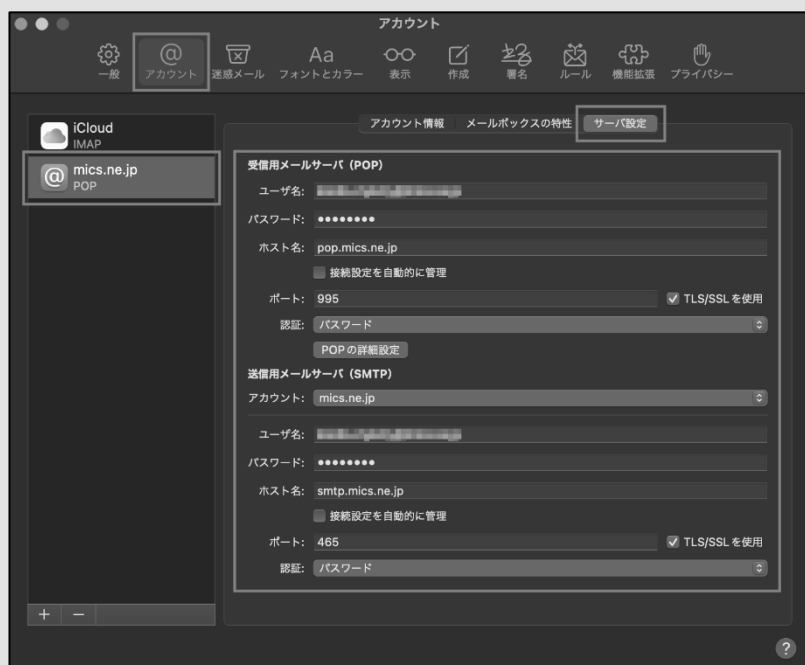 アカウント
一般 アカウント 迷惑メール フォントとカラー 表示 作成 署名 ルール 機能拡張 プライバシー
iCloud
IMAP
mics.ne.jp
POP
アカウント情報 メールボックスの特性 サーバ設定
受信用メールサーバ（POP）
ユーザ名:
パスワード: ••••••••
ホスト名: pop.mics.ne.jp
接続設定を自動的に管理
ポート: 995 TLS/SSLを使用
認証: パスワード
POPの詳細設定
送信用メールサーバ（SMTP）
アカウント: mics.ne.jp
ユーザ名:
パスワード: ••••••••
ホスト名: smtp.mics.ne.jp
接続設定を自動的に管理
ポート: 465 TLS/SSLを使用
認証: パスワード